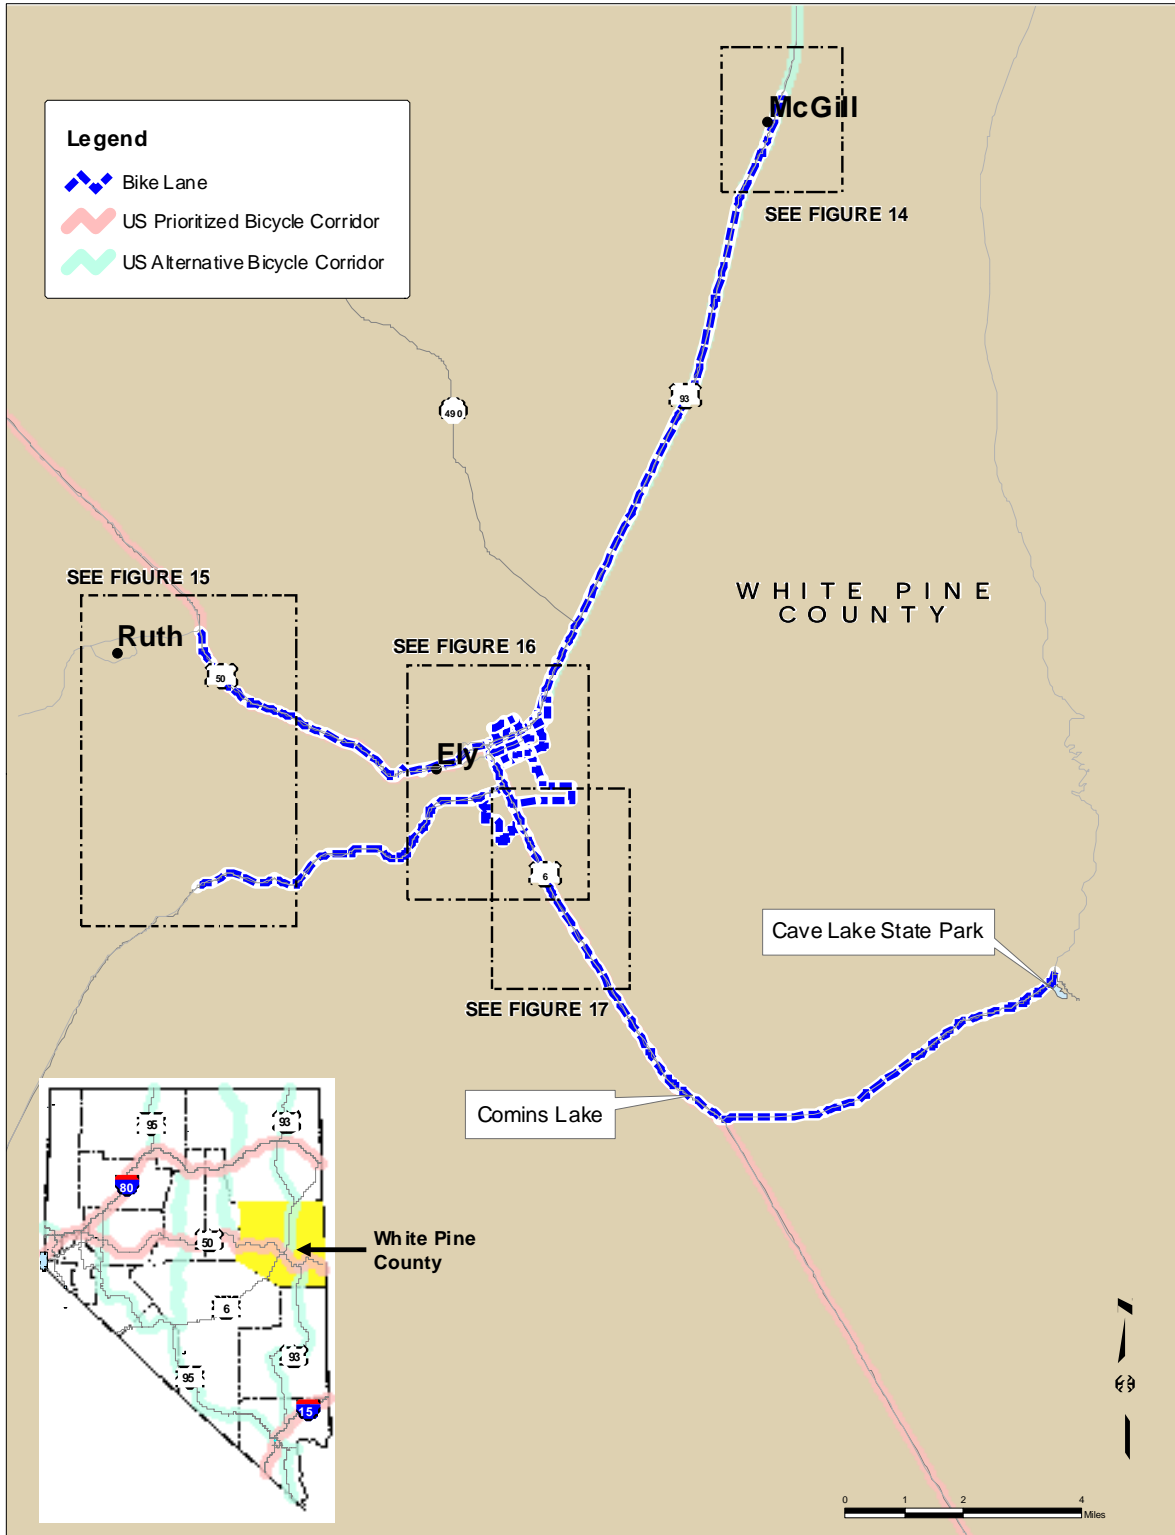 McGill
Legend
Bike Lane
US Prioritized Bicycle Corridor
US Alternative Bicycle Corridor
SEE FIGURE 14
93
490
SEE FIGURE 15
WHITE PINE
COUNTY
Ruth
SEE FIGURE 16
50
Ely
6
Cave Lake State Park
SEE FIGURE 17
Comins Lake
95
93
80
50
White Pine
County
6
93
95
15
0
1
2
4
Miles